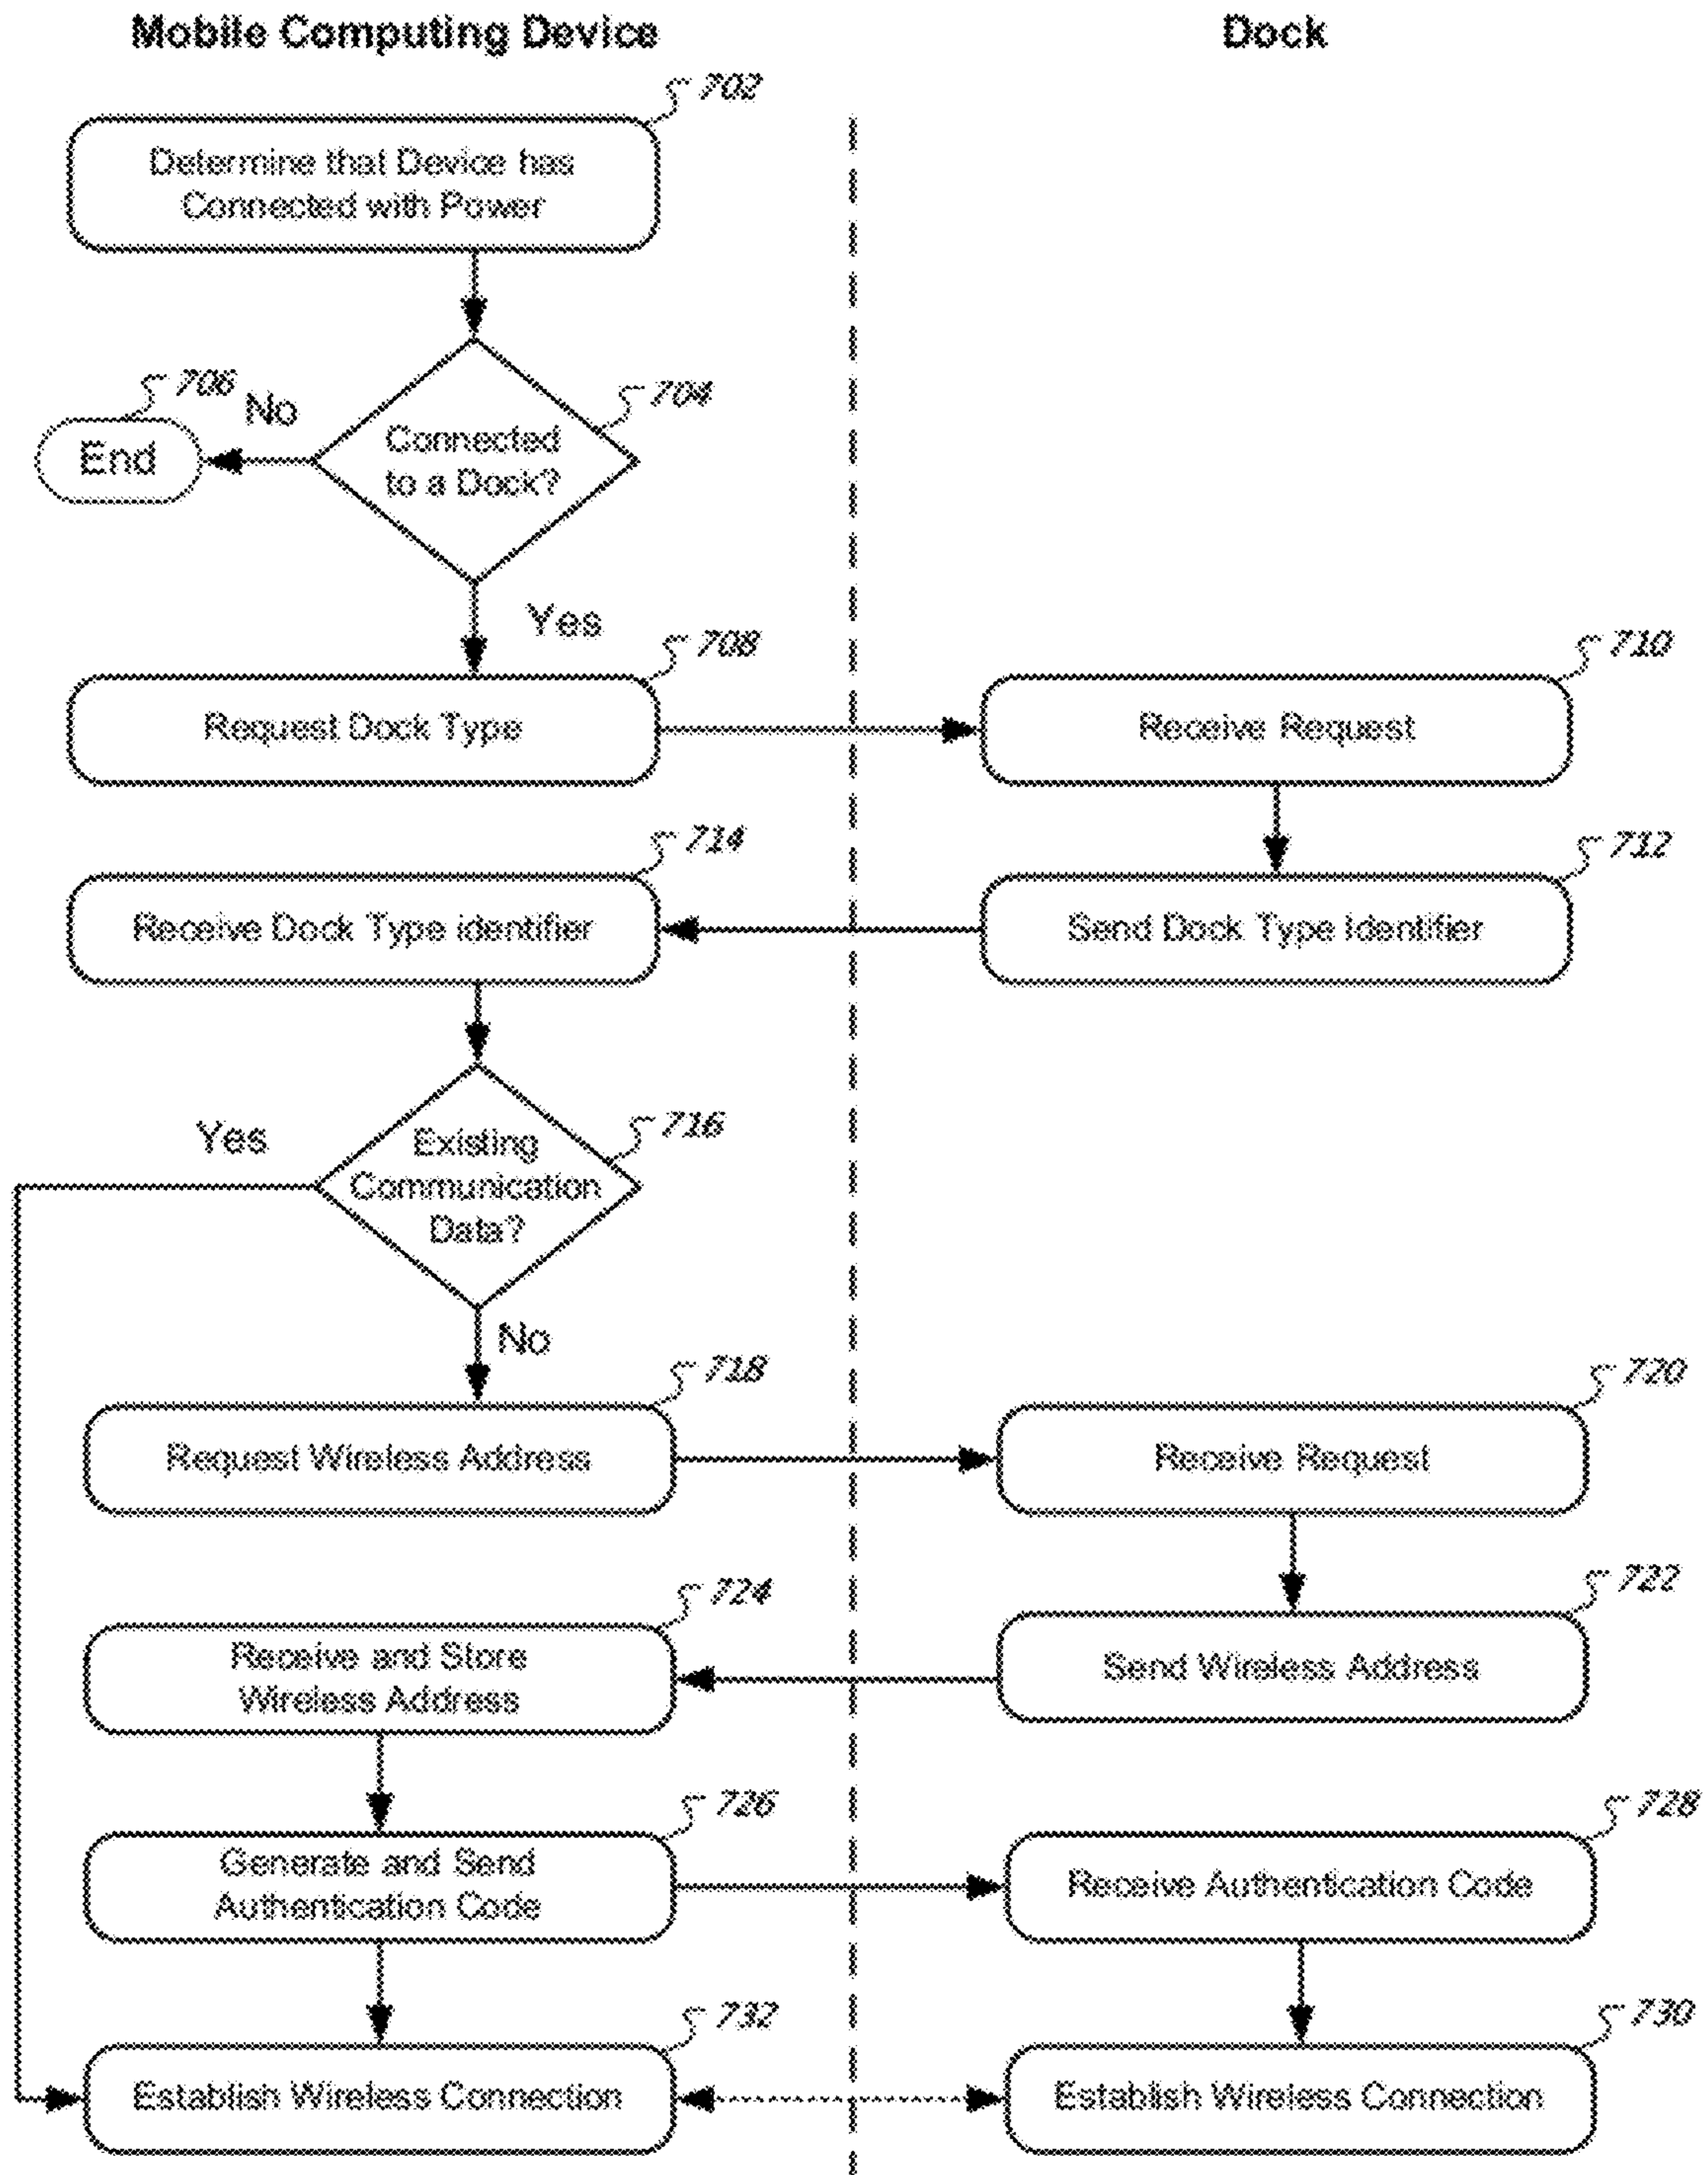 Mobile Computing Device
Dock
702
Determine that Device has
Connected with Power
706
No
704
End
Connected
to a Dock?
Yes
708
710
Request Dock Type
Receive Request
714
712
Receive Dock Type identifier
Send Dock Type Identifier
Yes
716
Existing
Communication
Data?
No
718
720
Request Wireless Address
Receive Request
724
722
Receive and Store
Wireless Address
Send Wireless Address
726
728
Generate and Send
Authentication Code
Receive Authentication Code
732
730
Establish Wireless Connection
Establish Wireless Connection